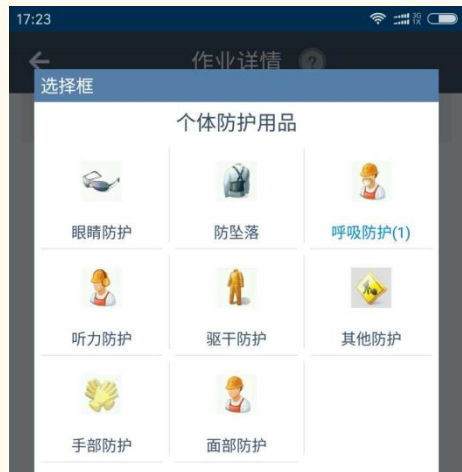 17:23
3G
1X
作业详情 ?
选择框
个体防护用品
眼睛防护 防坠落 呼吸防护(1)
听力防护 驱干防护 其他防护
手部防护 面部防护